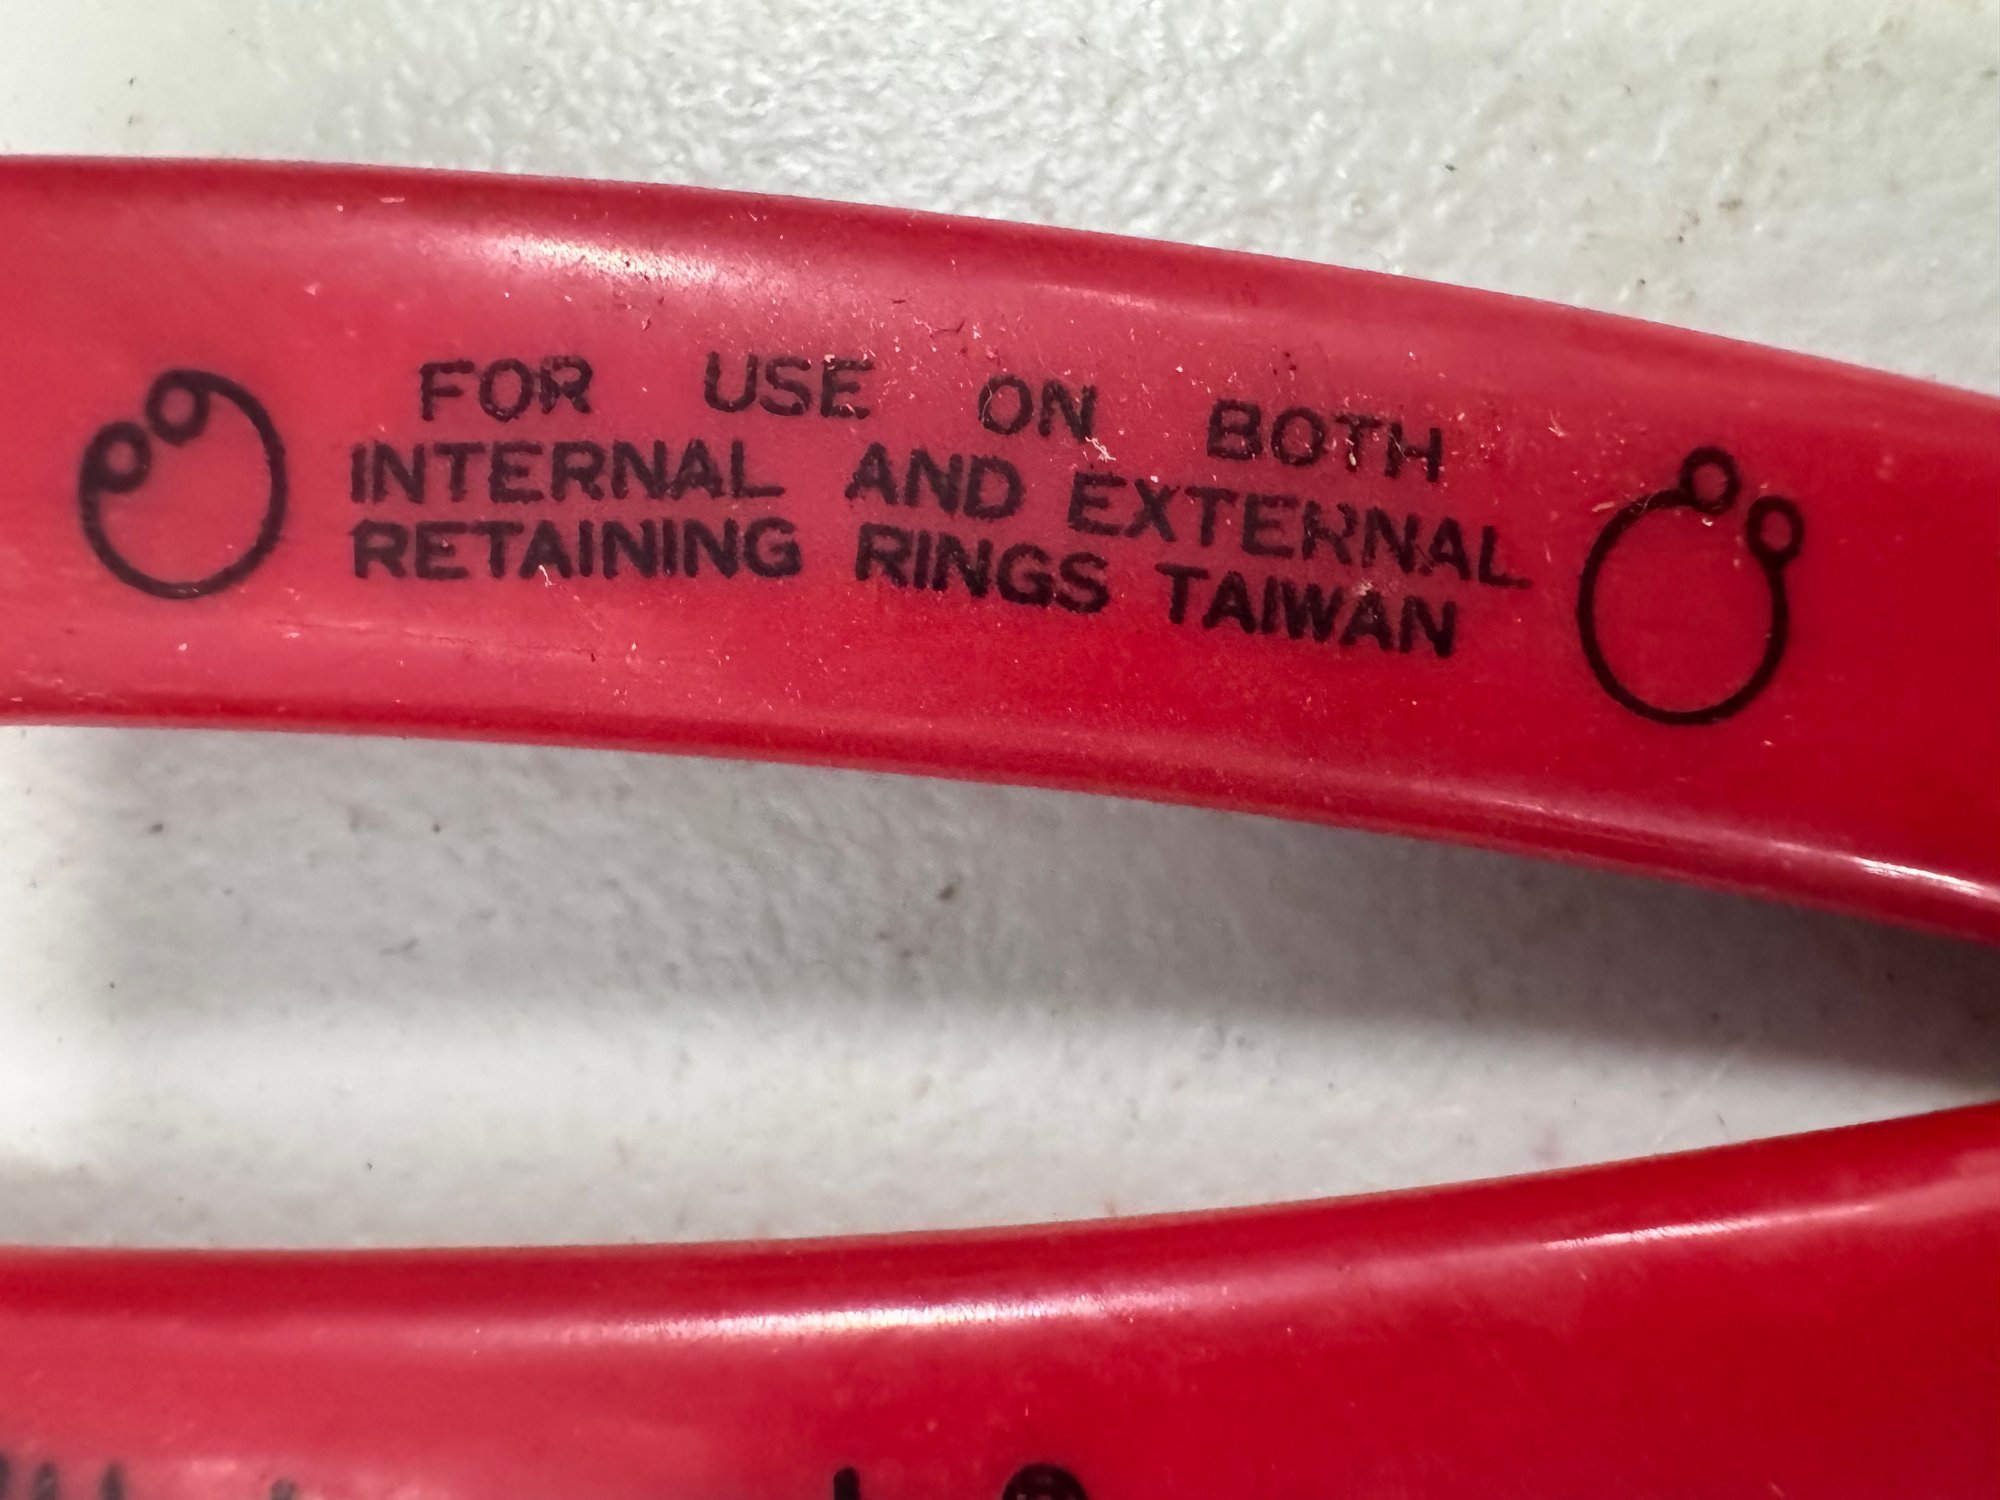 FOR USE ON BOTH
INTERNAL AND EXTERNAL
RETAINING RINGS TAIWAN
®